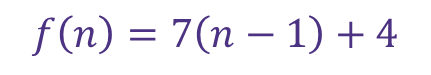 f(n) = 7(n − 1) + 4